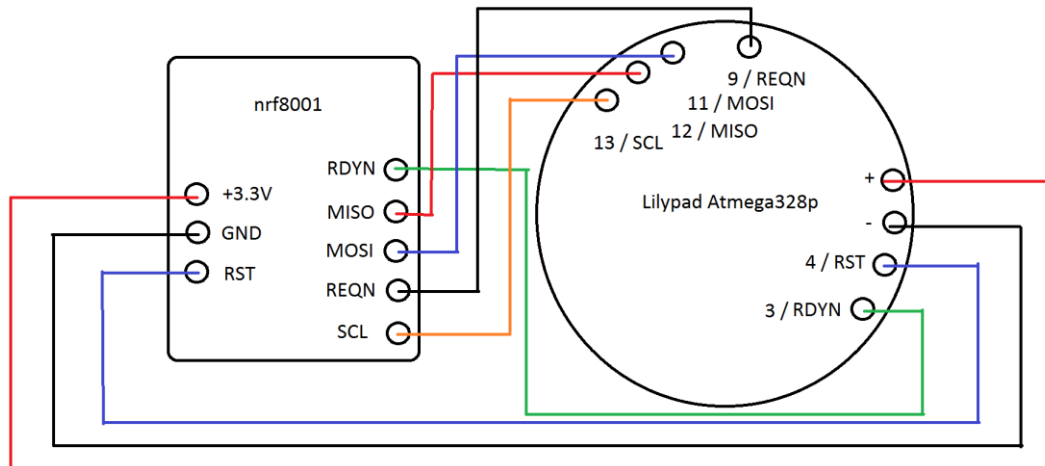 nrf8001
+3.3V
GND
RST
RDYN
MISO
MOSI
REQN
SCL
9 / REQN
11 / MOSI
12 / MISO
13 / SCL
Lilypad Atmega328p
+
-
4 / RST
3 / RDYN